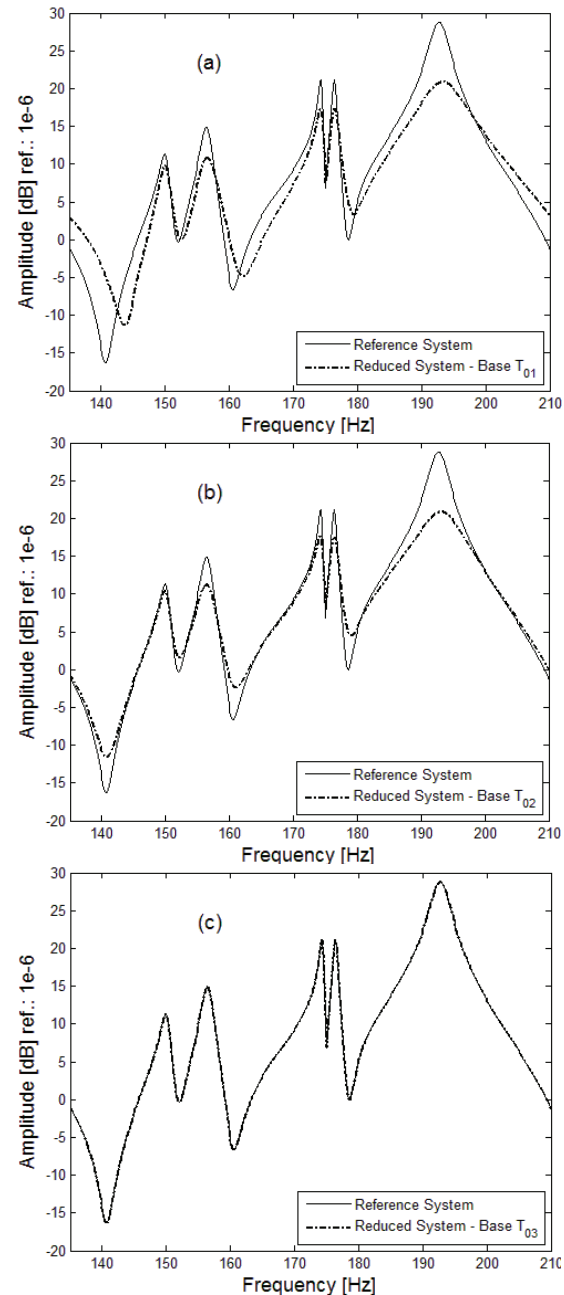 30
25
20
15
10
5
0
-5
-10
-15
-20
Amplitude [dB] ref.: 1e-6
(a)
Reference System
Reduced System - Base T01
140 150 160 170 180 190 200 210
Frequency [Hz]
30
25
20
15
10
5
0
-5
-10
-15
-20
Amplitude [dB] ref.: 1e-6
(b)
Reference System
Reduced System - Base T02
140 150 160 170 180 190 200 210
Frequency [Hz]
30
25
20
15
10
5
0
-5
-10
-15
-20
Amplitude [dB] ref.: 1e-6
(c)
Reference System
Reduced System - Base T03
140 150 160 170 180 190 200 210
Frequency [Hz]